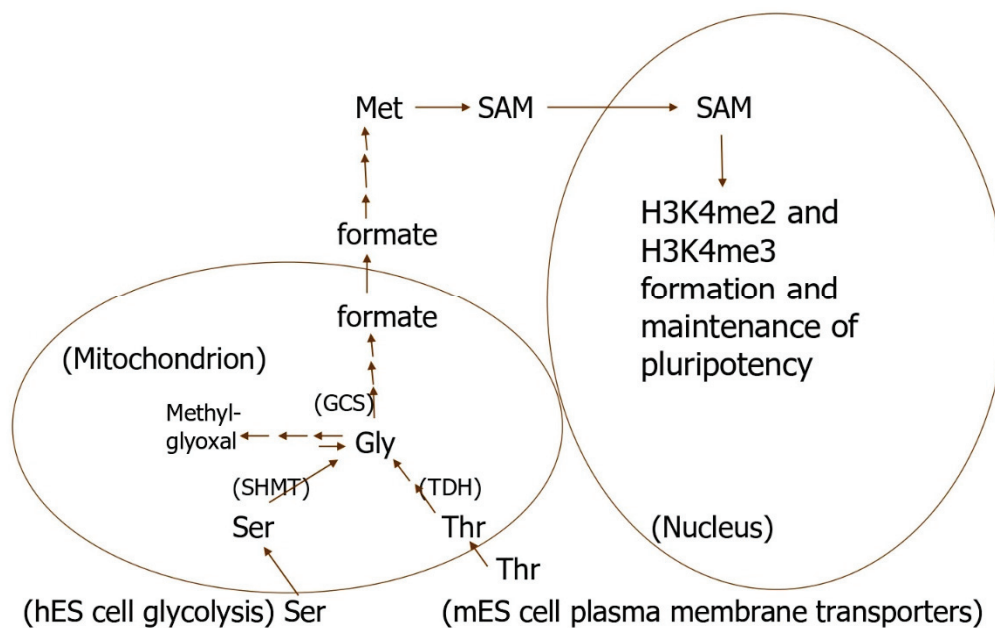 Met SAM SAM
formate
H3K4me2 and
H3K4me3
formation and
maintenance of
pluripotency
formate
(Mitochondrion)
(GCS)
Methyl-
glyoxal
Gly
(SHMT) (TDH)
Ser Thr (Nucleus)
Thr
(hES cell glycolysis) Ser (mES cell plasma membrane transporters)